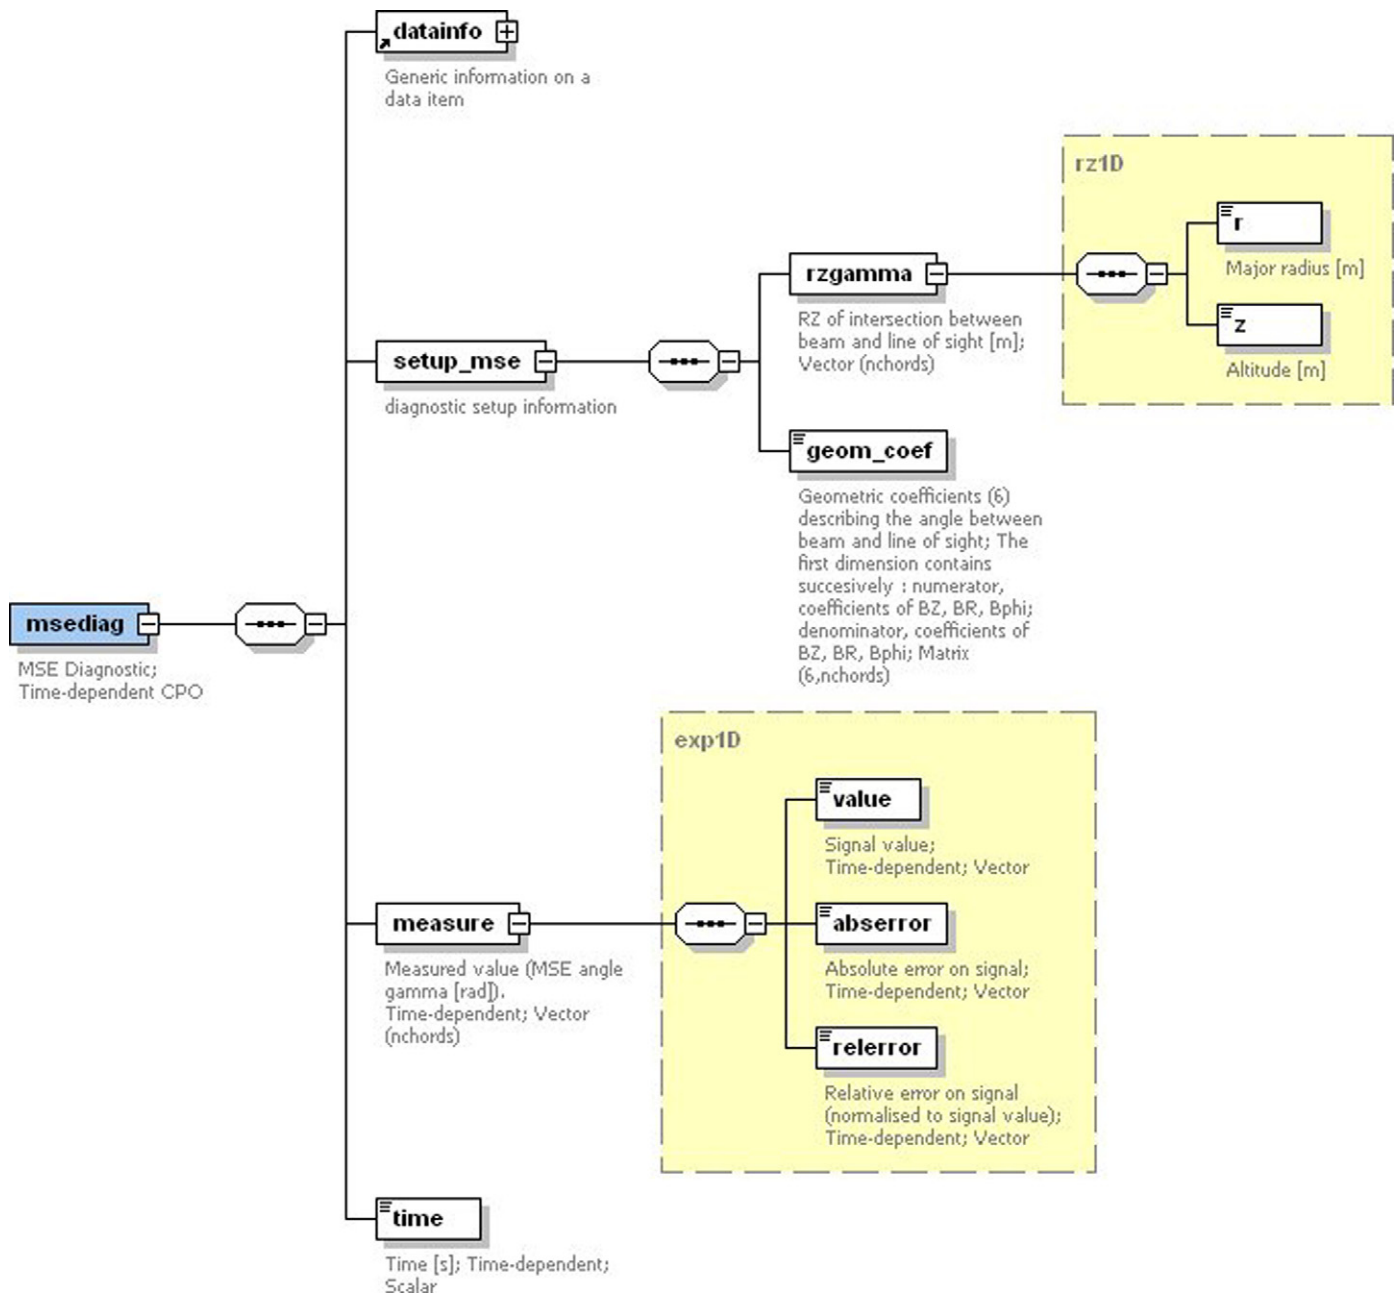 datainfo
Generic information on a
data item
rz1D
r
Major radius [m]
z
Altitude [m]
rzgamma
RZ of intersection between
beam and line of sight [m];
Vector (nchords)
setup_mse
diagnostic setup information
geom_coef
Geometric coefficients (6)
describing the angle between
beam and line of sight; The
first dimension contains
succesively : numerator,
coefficients of BZ, BR, Bphi;
denominator, coefficients of
BZ, BR, Bphi; Matrix
(6,nchords)
msediag
MSE Diagnostic;
Time-dependent CPO
exp1D
value
Signal value;
Time-dependent; Vector
measure
Measured value (MSE angle
gamma [rad]).
Time-dependent; Vector
(nchords)
abserror
Absolute error on signal;
Time-dependent; Vector
relerror
Relative error on signal
(normalised to signal value);
Time-dependent; Vector
time
Time [s]; Time-dependent;
Scalar